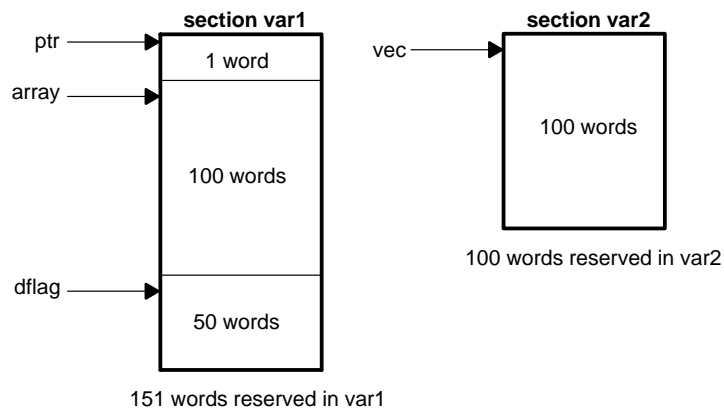 section var1
ptr
1 word
array
100 words
dflag
50 words
151 words reserved in var1
section var2
vec
100 words
100 words reserved in var2